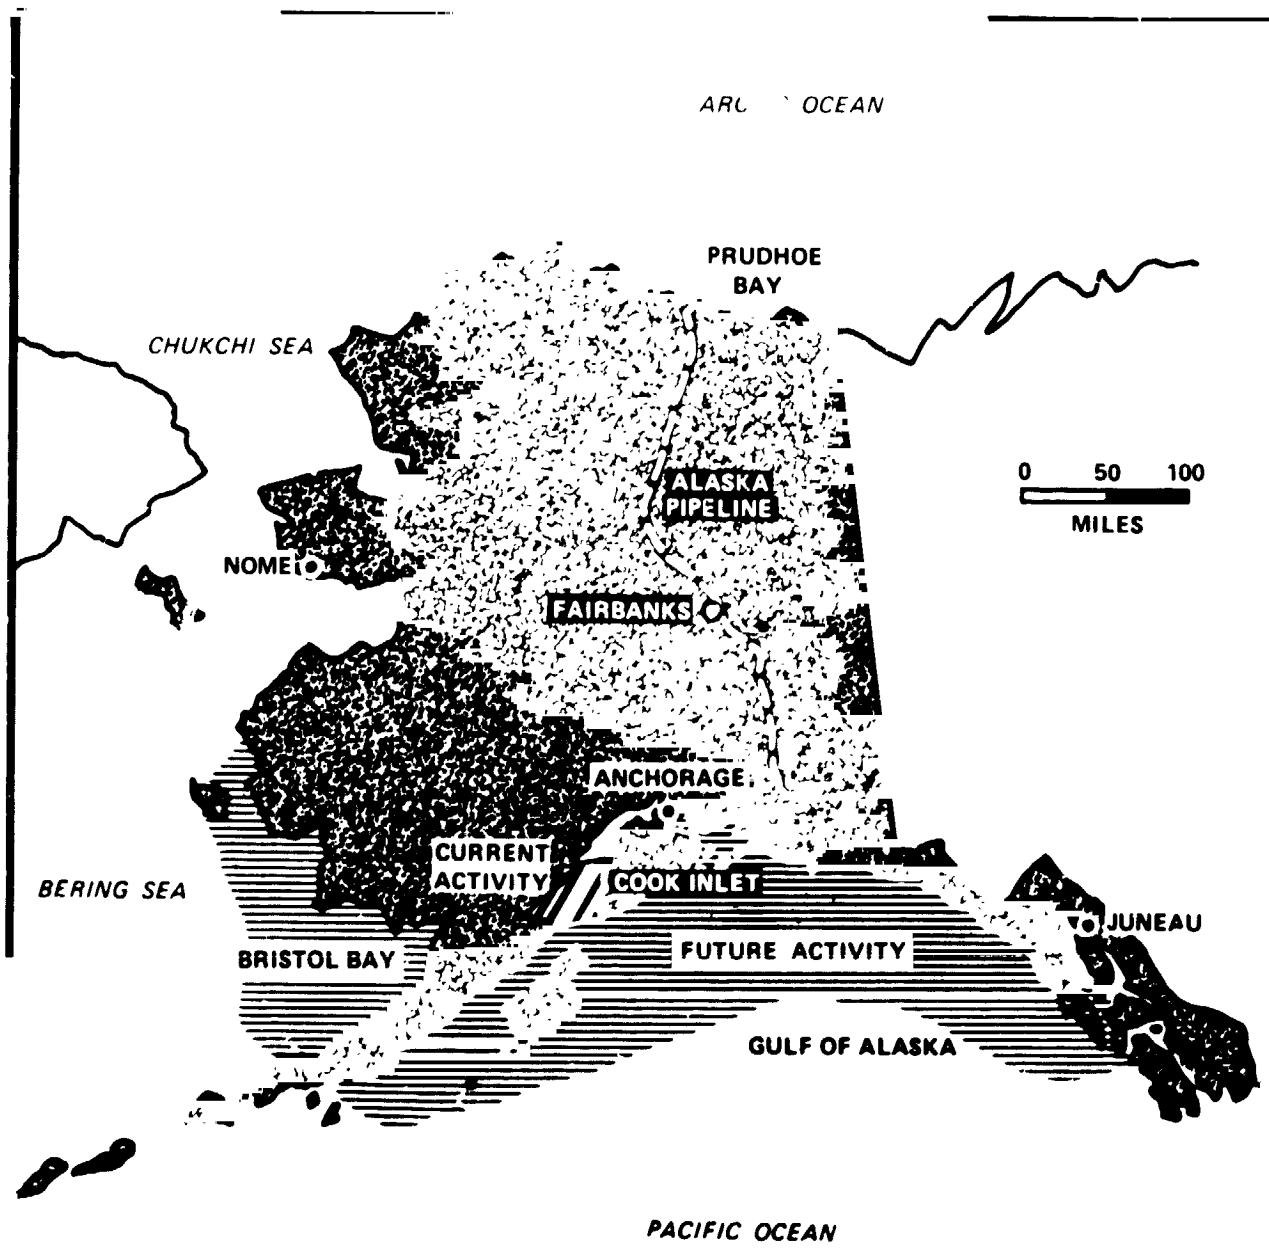 OCEAN
PRUDHOE
BAY
CHUKCHI SEA
ALASKA
PIPELINE
0 50 100
MILES
NOME
FAIRBANKS
ANCHORAGE
CURRENT
ACTIVITY
COOK INLET
BERING SEA
JUNEAU
BRISTOL BAY
FUTURE ACTIVITY
GULF OF ALASKA
PACIFIC OCEAN